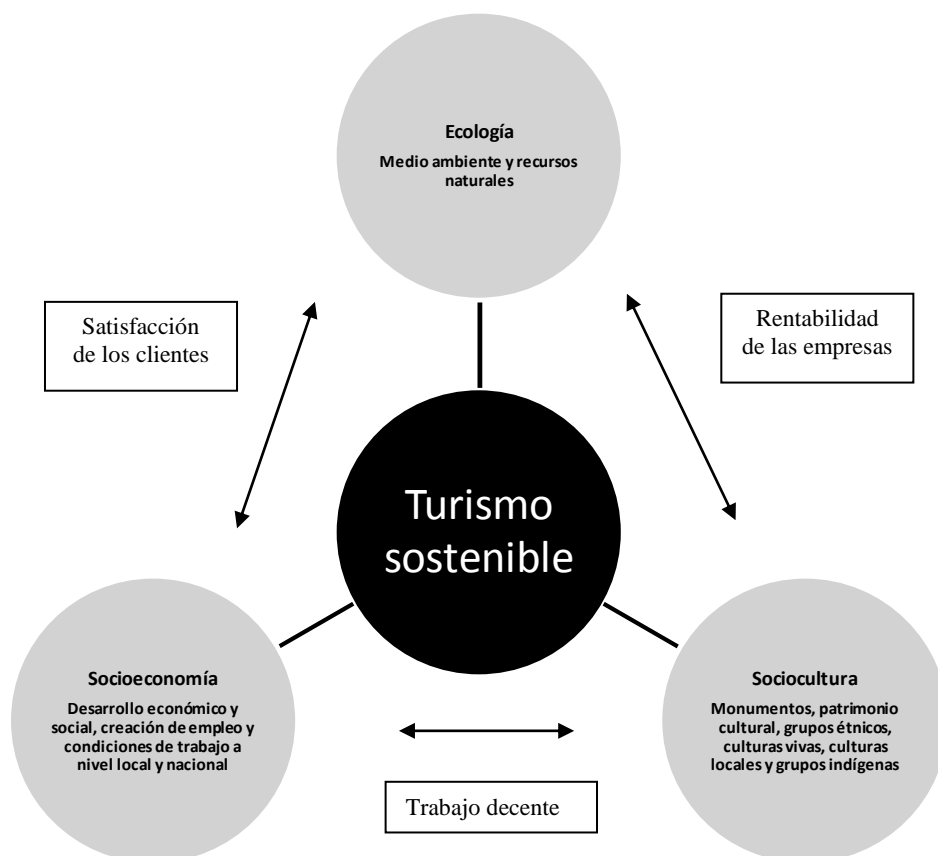 Ecología
Medio ambiente y recursos
naturales
Satisfacción
de los clientes
Rentabilidad
de las empresas
Turismo
sostenible
Socioeconomía
Desarrollo económico y
social, creación de empleo y
condiciones de trabajo a
nivel local y nacional
Sociocultura
Monumentos, patrimonio
cultural, grupos étnicos,
culturas vivas, culturas
locales y grupos indígenas
Trabajo decente